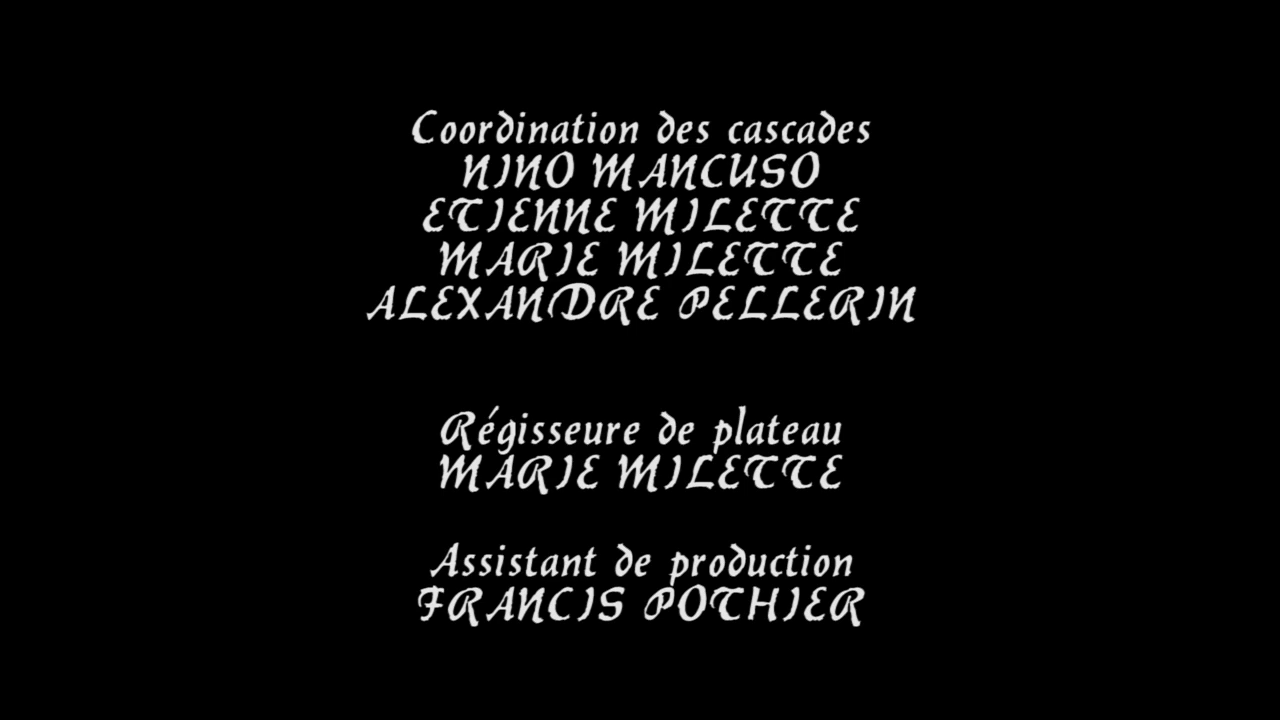 Coordination des cascades
NINO MANCUSO
ETIENNE MILETTE
MARIE MILETTE
ALEXANDRE PELLERIN
Régisseure de plateau
MARIE MILETTE
Assistant de production
FRANCIS POTHIER